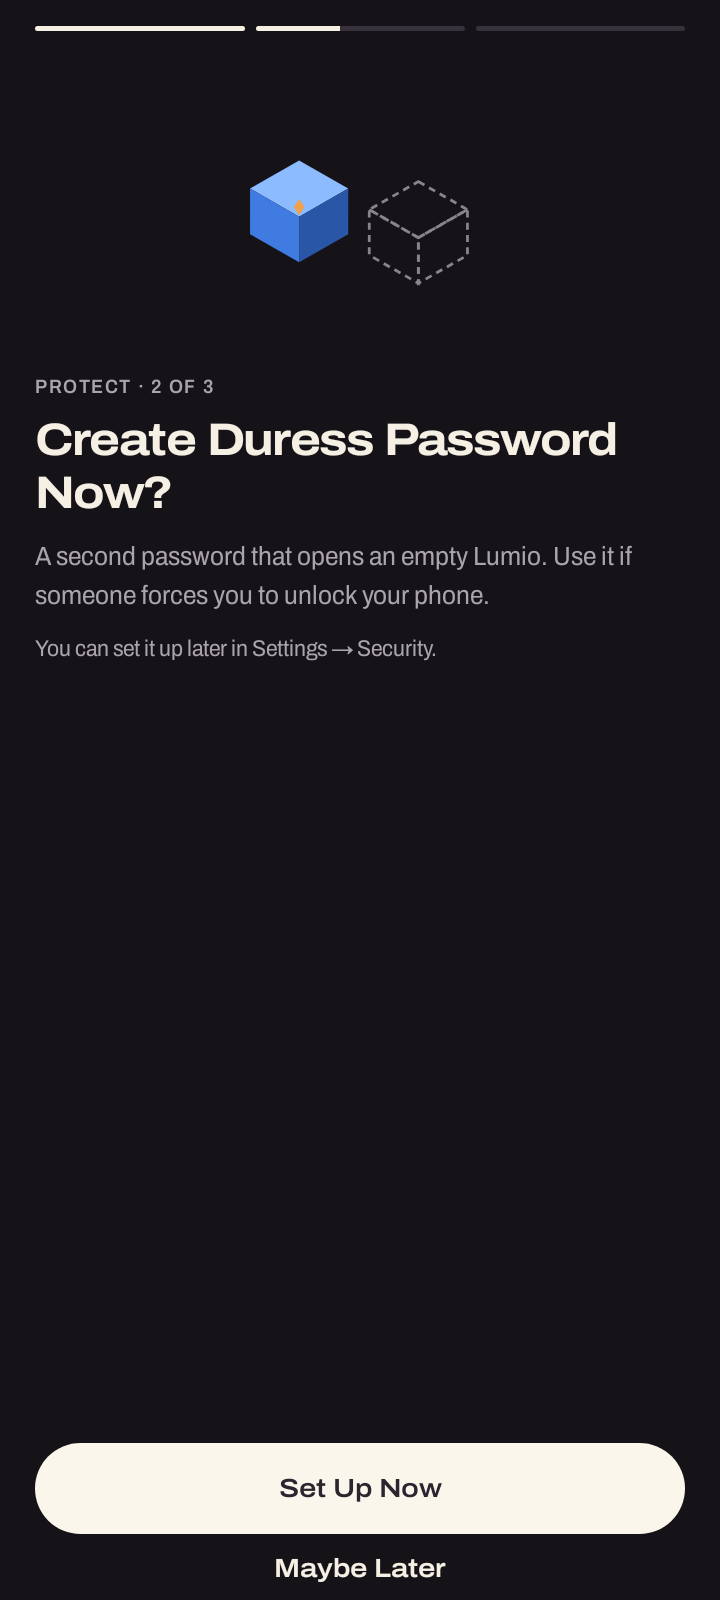 PROTECT · 2 OF 3
Create Duress Password
Now?
A second password that opens an empty Lumio. Use it if
someone forces you to unlock your phone.
You can set it up later in Settings → Security.
Set Up Now
Maybe Later